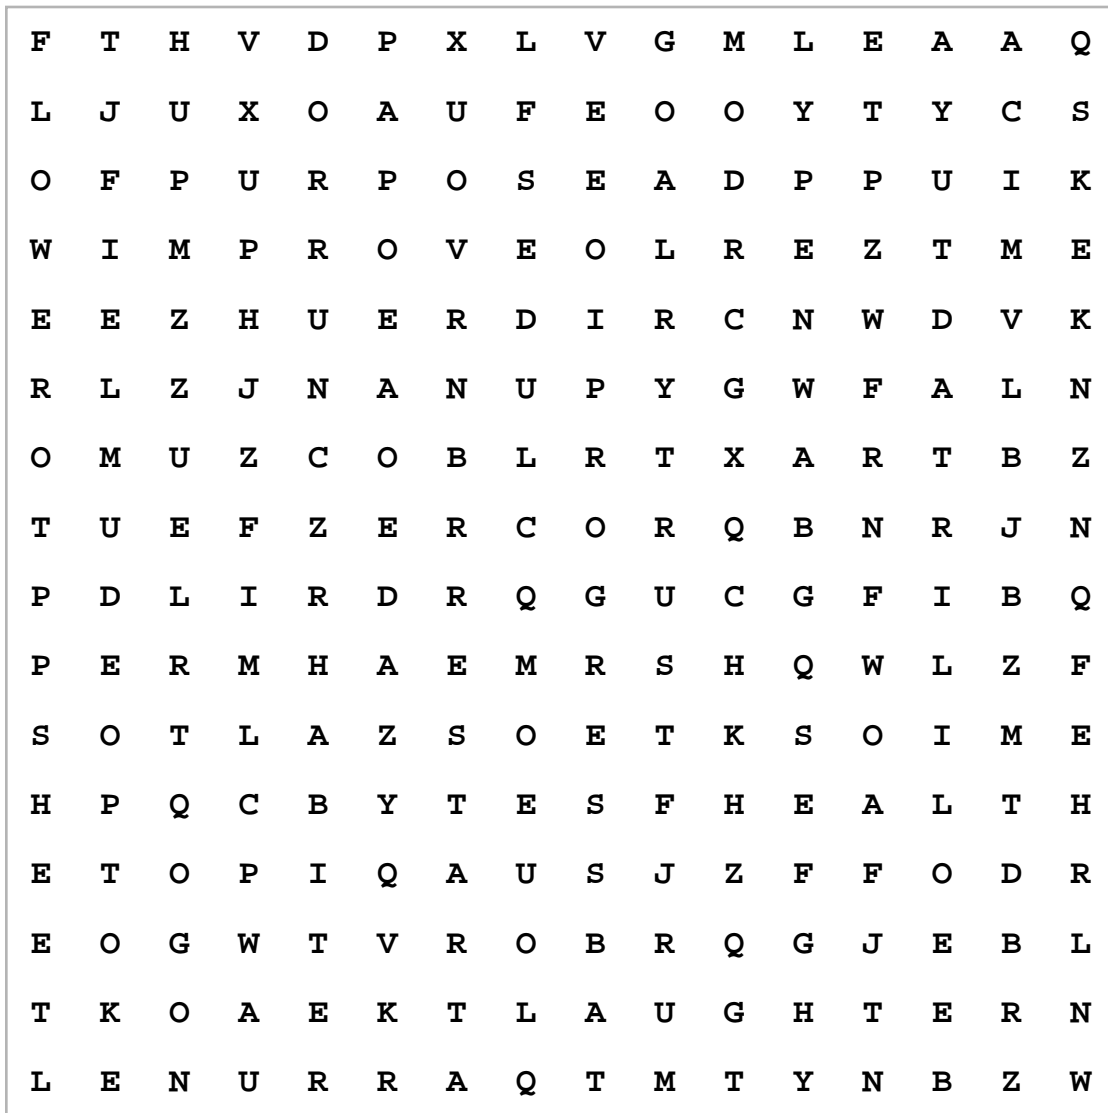 F T H V D P X L V G M L E A A Q
L J U X O A U F E O O Y T Y C S
O F P U R P O S E A D P P U I K
W I M P R O V E O L R E Z T M E
E E Z H U E R D I R C N W D V K
R L Z J N A N U P Y G W F A L N
O M U Z C O B L R T X A R T B Z
T U E F Z E R C O R Q B N R J N
P D L I R D R Q G U C G F I B Q
P E R M H A E M R S H Q W L Z F
S O T L A Z S O E T K S O I M E
H P Q C B Y T E S F H E A L T H
E T O P I Q A U S J Z F F O D R
E O G W T V R O B R Q G J E B L
T K O A E K T L A U G H T E R N
L E N U R R A Q T M T Y N B Z W